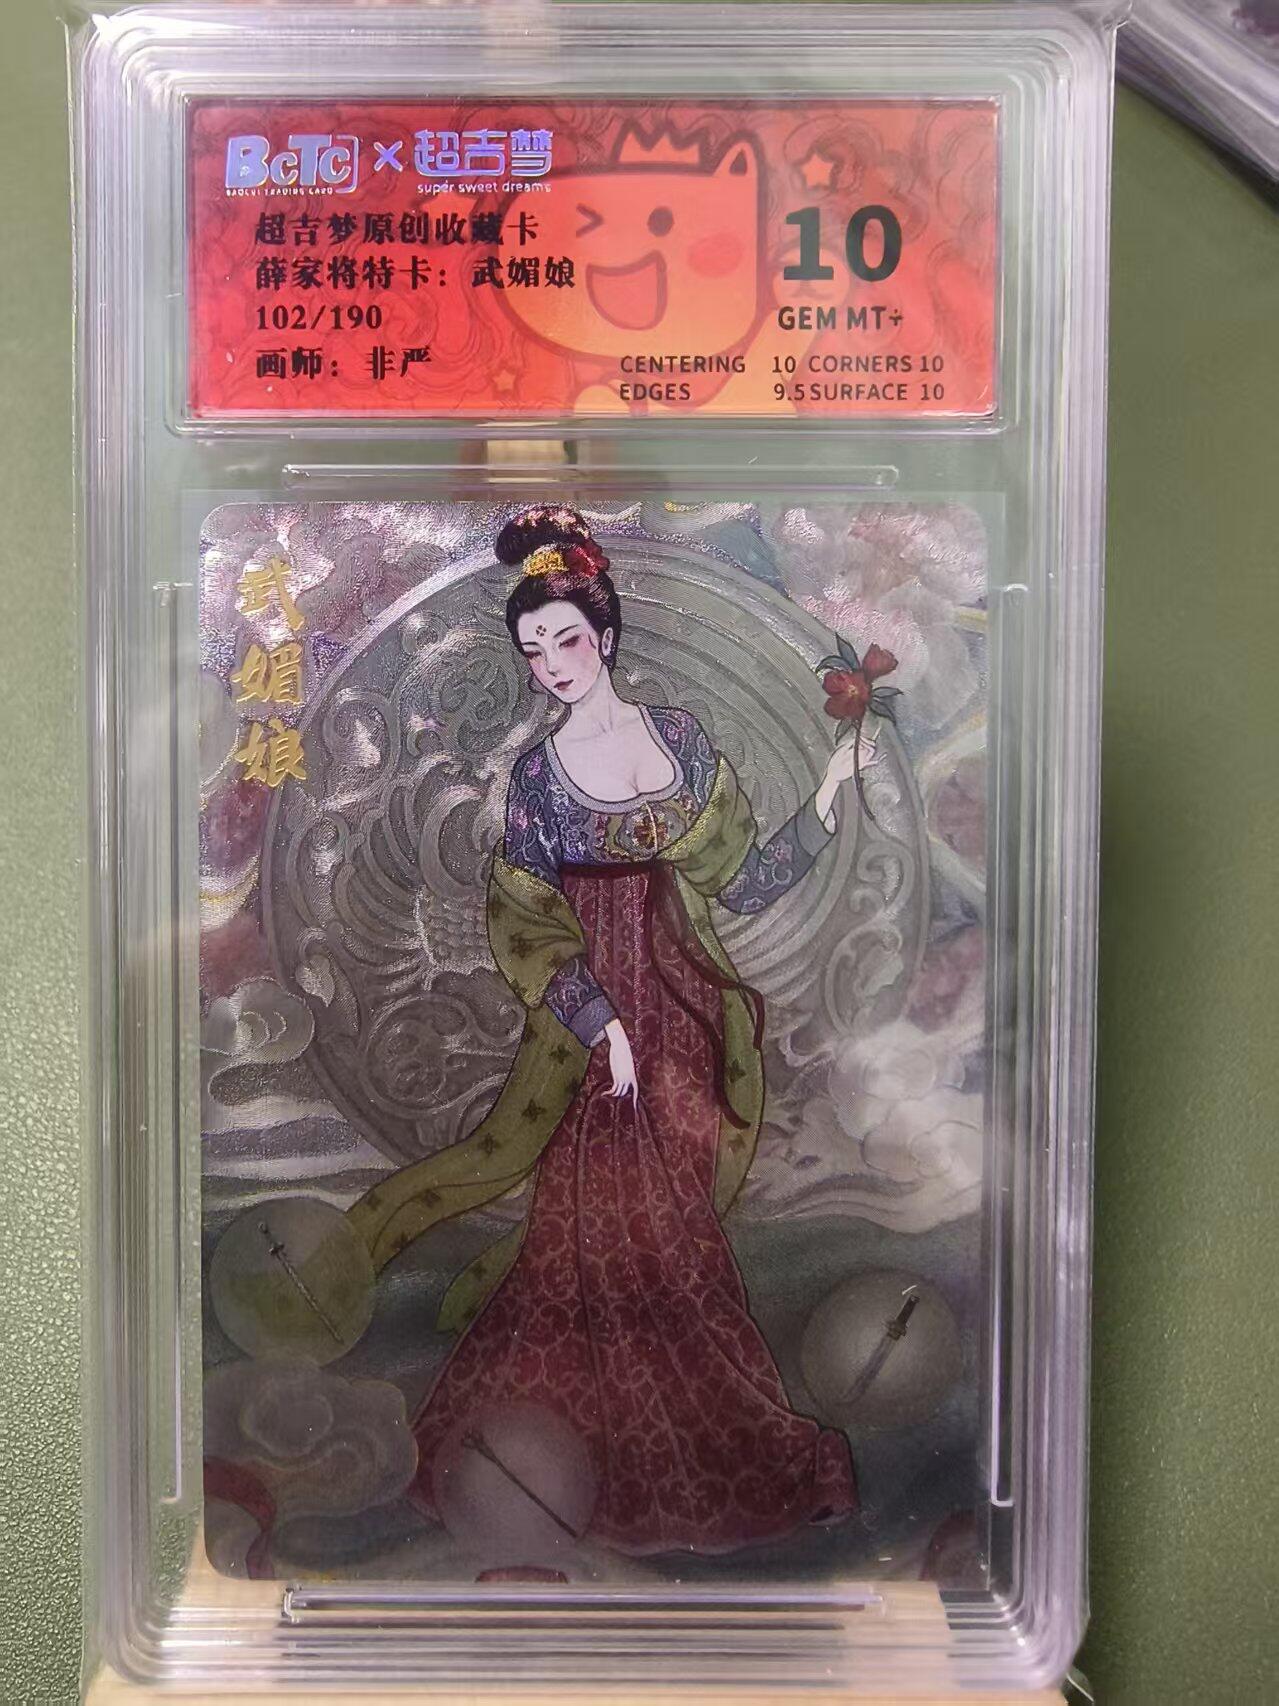 BCTC × 超吉梦
BAOCUI TRADING CARD super sweet dreams
超吉梦原创收藏卡
薛家将特卡：武媚娘
102/190
画师：非严
10
GEM MT+
CENTERING 10 CORNERS 10
EDGES 9.5 SURFACE 10
武媚娘